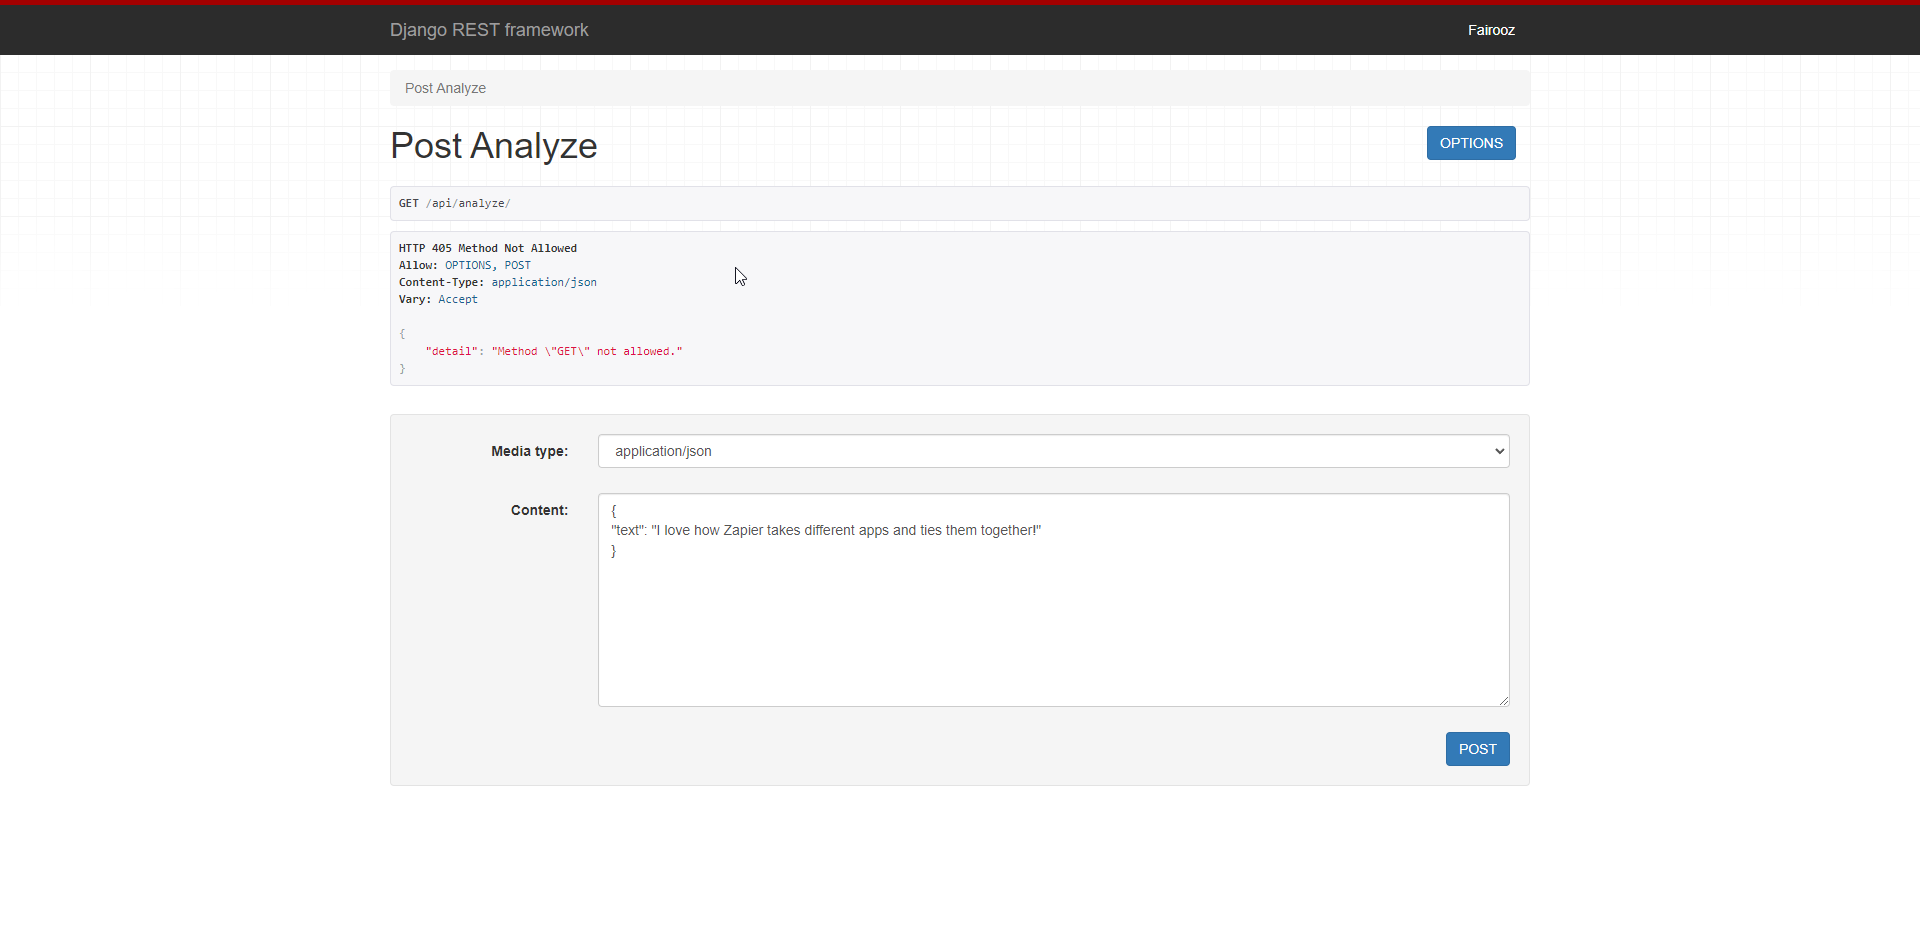 Django REST framework
Fairooz
Post Analyze
Post Analyze
OPTIONS
GET /api/analyze/
HTTP 405 Method Not Allowed
Allow: OPTIONS, POST
Content-Type: application/json
Vary: Accept
{
"detail": "Method \"GET\" not allowed."
}
Media type:
application/json
Content:
{
"text": "I love how Zapier takes different apps and ties them together!"
}
POST